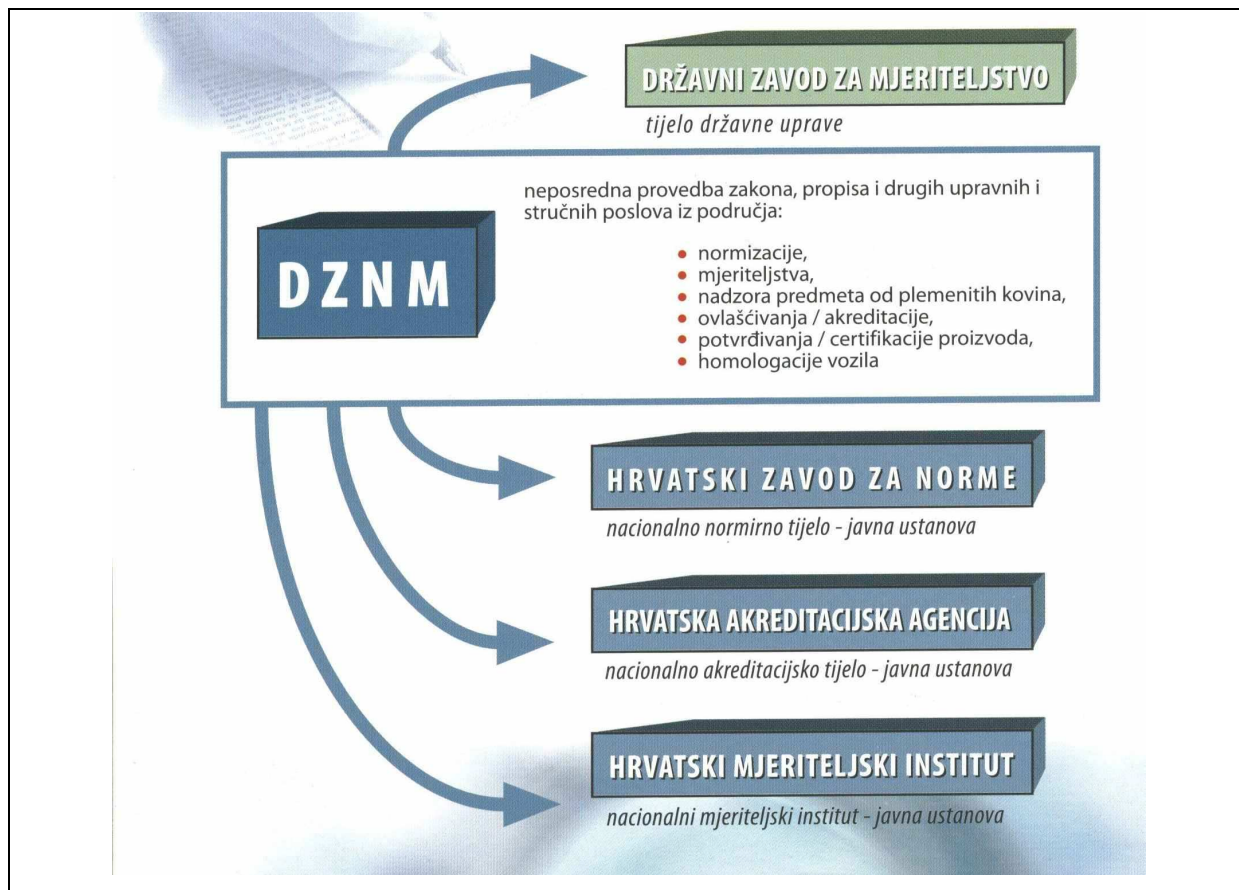 DRŽAVNI ZAVOD ZA MJERITELJSTVO
tijelo državne uprave
DZNM
neposredna provedba zakona, propisa i drugih upravnih i
stručnih poslova iz područja:
• normizacije,
• mjeriteljstva,
• nadzora predmeta od plemenitih kovina,
• ovlašćivanja / akreditacije,
• potvrđivanja / certifikacije proizvoda,
• homologacije vozila
HRVATSKI ZAVOD ZA NORME
nacionalno normirno tijelo - javna ustanova
HRVATSKA AKREDITACIJSKA AGENCIJA
nacionalno akreditacijsko tijelo - javna ustanova
HRVATSKI MJERITELJSKI INSTITUT
nacionalni mjeriteljski institut - javna ustanova